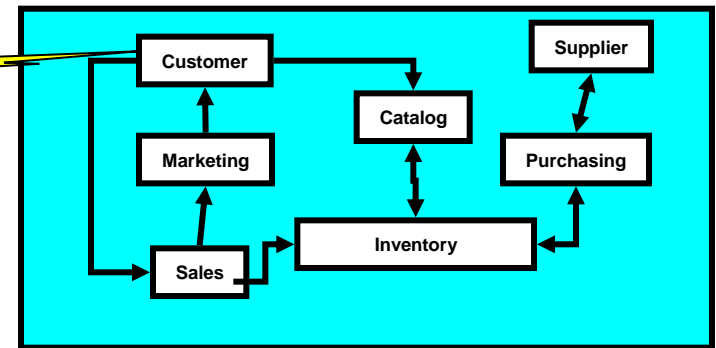 Customer
Supplier
Catalog
Marketing
Purchasing
Inventory
Sales